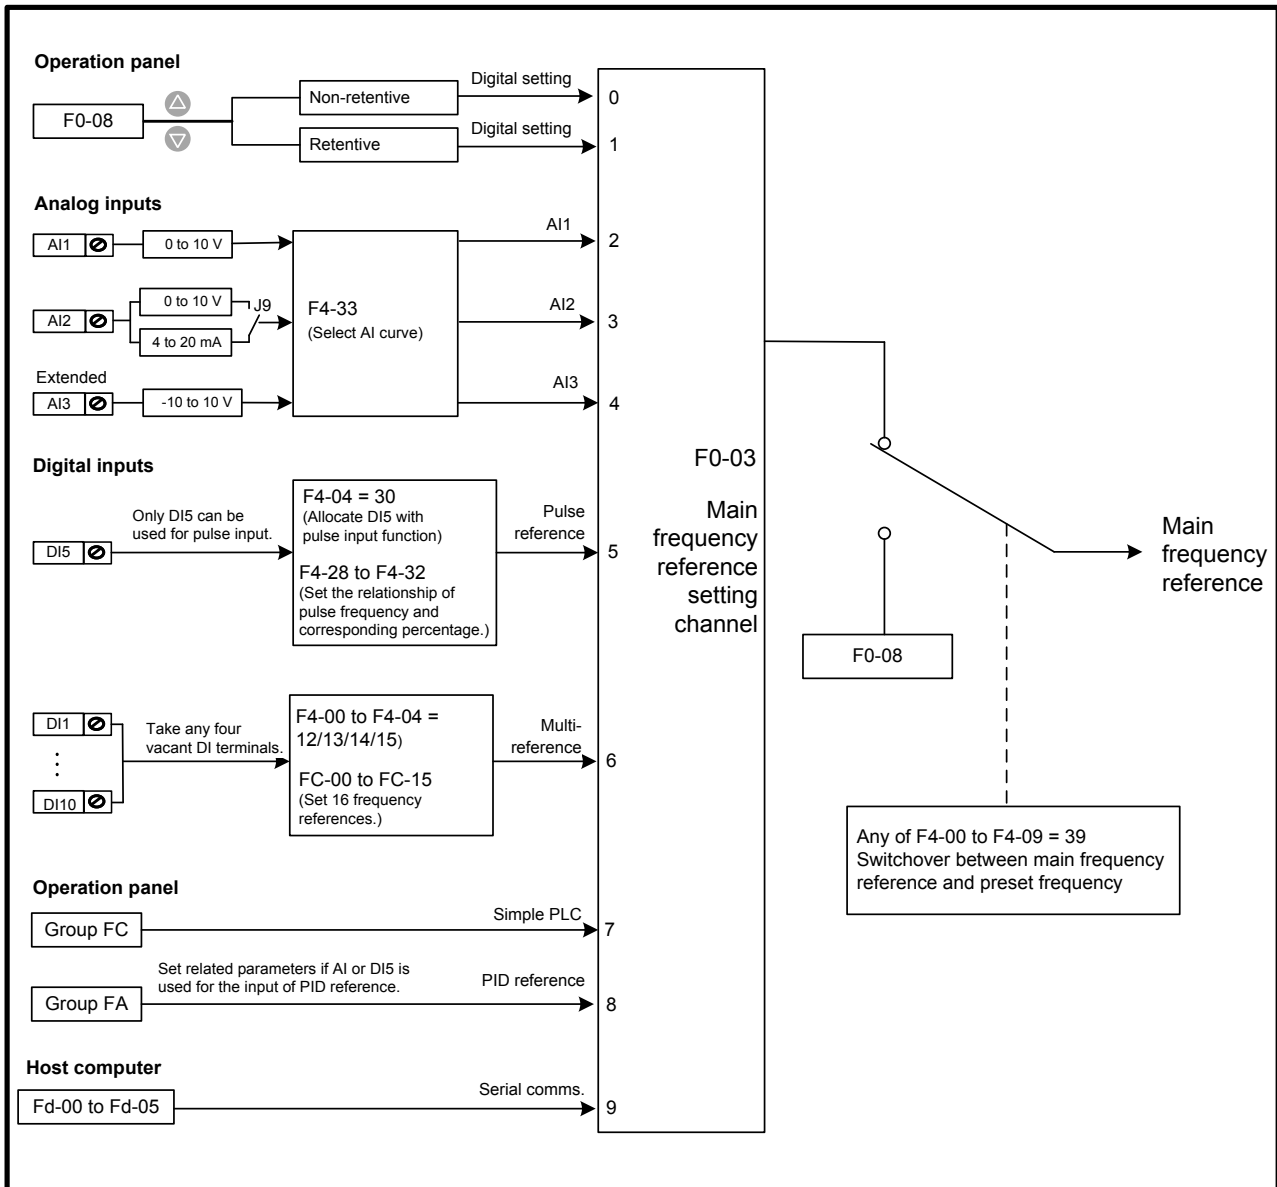 Operation panel
F0-08
Non-retentive
Digital setting
0
Retentive
Digital setting
1
Analog inputs
AI1
0 to 10 V
AI1
2
AI2
0 to 10 V
4 to 20 mA
J9
F4-33
(Select AI curve)
AI2
3
Extended
AI3
-10 to 10 V
AI3
4
Digital inputs
DI5
Only DI5 can be
used for pulse input.
F4-04 = 30
(Allocate DI5 with
pulse input function)
F4-28 to F4-32
(Set the relationship of
pulse frequency and
corresponding percentage.)
Pulse
reference
5
DI1
DI10
Take any four
vacant DI terminals.
F4-00 to F4-04 =
12/13/14/15)
FC-00 to FC-15
(Set 16 frequency
references.)
Multi-
reference
6
Operation panel
Group FC
Simple PLC
7
Group FA
Set related parameters if AI or DI5 is
used for the input of PID reference.
PID reference
8
Host computer
Fd-00 to Fd-05
Serial comms.
9
F0-03
Main
frequency
reference
setting
channel
F0-08
Main
frequency
reference
Any of F4-00 to F4-09 = 39
Switchover between main frequency
reference and preset frequency